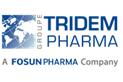 GROUPE
TRIDEM
PHARMA
A FOSUNPHARMA Company